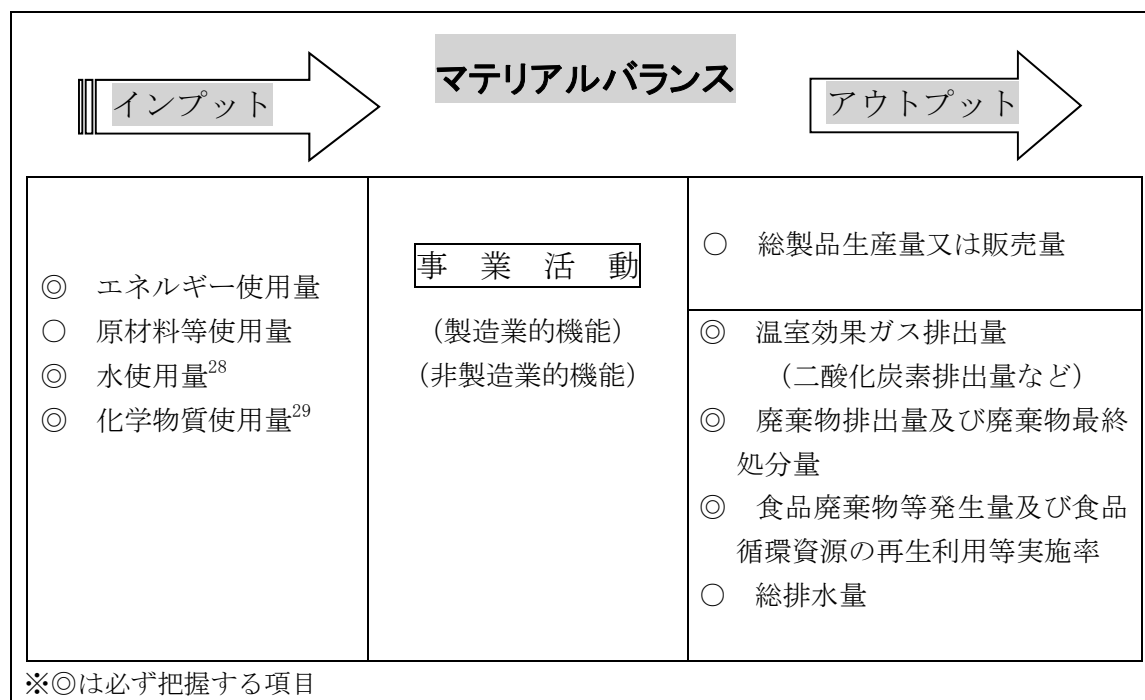 マテリアルバランス
インプット
アウトプット
◎ エネルギー使用量
○ 原材料等使用量
◎ 水使用量28
◎ 化学物質使用量29
事 業 活 動
(製造業的機能)
(非製造業的機能)
○ 総製品生産量又は販売量
◎ 温室効果ガス排出量
(二酸化炭素排出量など)
◎ 廃棄物排出量及び廃棄物最終
処分量
◎ 食品廃棄物等発生量及び食品
循環資源の再生利用等実施率
○ 総排水量
※◎は必ず把握する項目